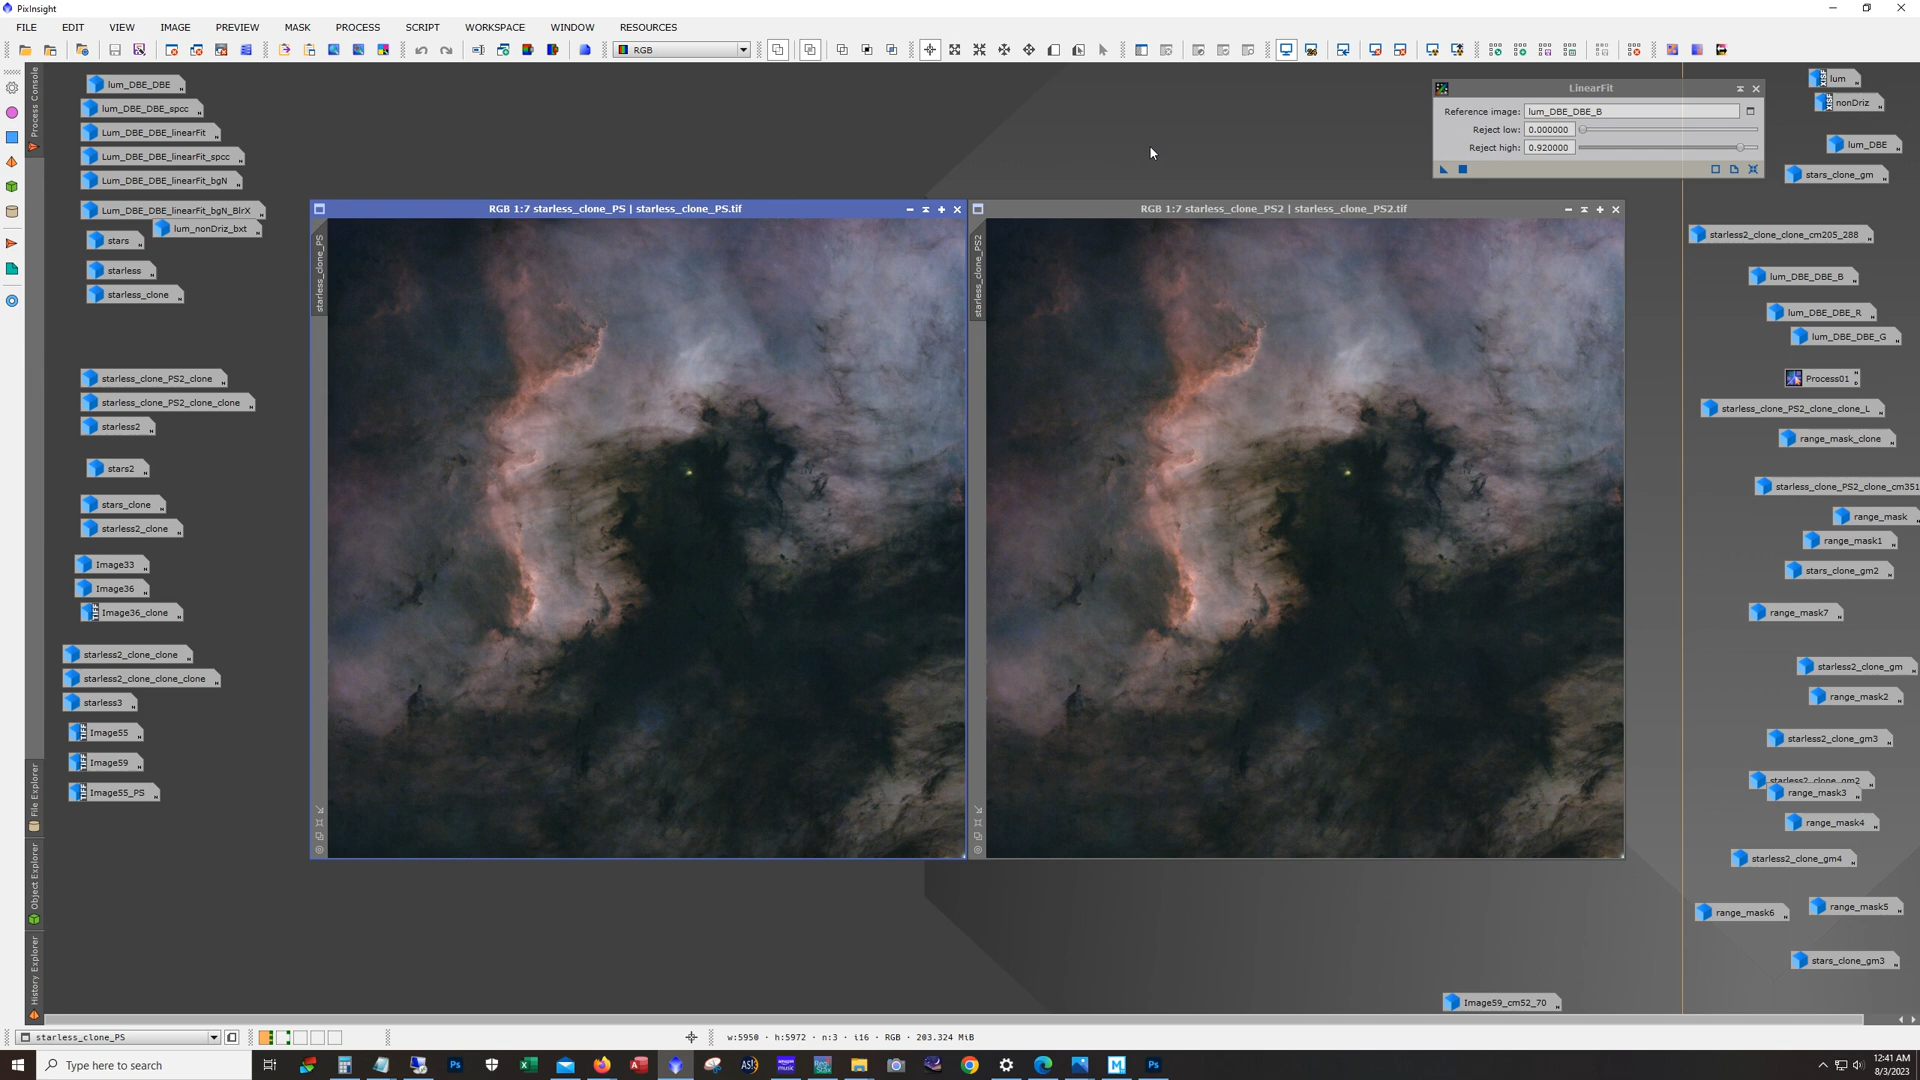 PixInsight
FILE EDIT VIEW IMAGE PREVIEW MASK PROCESS SCRIPT WORKSPACE WINDOW RESOURCES
RGB
Process Console
File Explorer
Object Explorer
History Explorer
lum_DBE_DBE
lum_DBE_DBE_spcc
Lum_DBE_DBE_linearFit
Lum_DBE_DBE_linearFit_spcc
Lum_DBE_DBE_linearFit_bgN
Lum_DBE_DBE_linearFit_bgN_BlrX
lum_nonDriz_bxt
stars
starless
starless_clone
starless_clone_PS2_clone
starless_clone_PS2_clone_clone
starless2
stars2
stars_clone
starless2_clone
Image33
Image36
Image36_clone
starless2_clone_clone
starless2_clone_clone_clone
starless3
Image55
Image59
Image55_PS
RGB 1:7 starless_clone_PS | starless_clone_PS.tif
starless_clone_PS
RGB 1:7 starless_clone_PS2 | starless_clone_PS2.tif
starless_clone_PS2
LinearFit
Reference image: lum_DBE_DBE_B
Reject low: 0.000000
Reject high: 0.920000
lum
nonDriz
lum_DBE
stars_clone_gm
starless2_clone_clone_cm205_288
lum_DBE_DBE_B
lum_DBE_DBE_R
lum_DBE_DBE_G
Process01
starless_clone_PS2_clone_clone_L
range_mask_clone
starless_clone_PS2_clone_cm351
range_mask
range_mask1
stars_clone_gm2
range_mask7
starless2_clone_gm
range_mask2
starless2_clone_gm3
starless2_clone_gm2
range_mask3
range_mask4
starless2_clone_gm4
range_mask5
range_mask6
stars_clone_gm3
Image59_cm52_70
starless_clone_PS
w:5950 · h:5972 · n:3 · i16 · RGB · 203.324 MiB
Type here to search
12:41 AM
8/3/2023